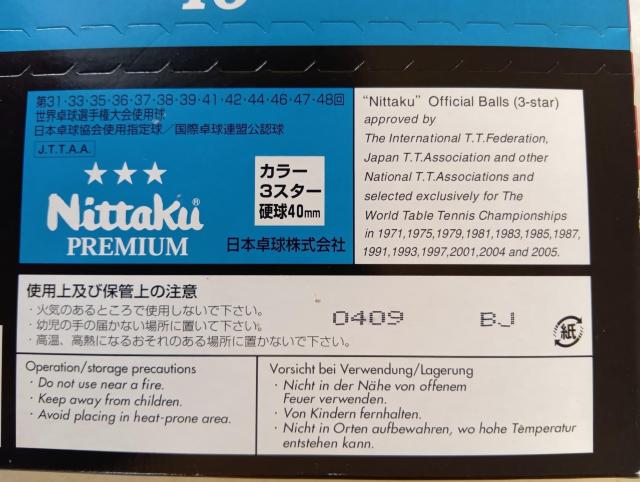 第31・33・35・36・37・38・39・41・42・44・46・47・48回
世界卓球選手権大会使用球
日本卓球協会使用指定球／国際卓球連盟公認球
J.T.T.A.A.
★★★
Nittaku
PREMIUM
カラー
3スター
硬球40mm
日本卓球株式会社
"Nittaku" Official Balls (3-star)
approved by
The International T.T.Federation,
Japan T.T.Association and other
National T.T.Associations and
selected exclusively for The
World Table Tennis Championships
in 1971,1975,1979,1981,1983,1985,1987,
1991,1993,1997,2001,2004 and 2005.
使用上及び保管上の注意
・火気のあるところで使用しないで下さい。
・幼児の手の届かない場所に置いて下さい。
・高温、高熱になるおそれのある場所に置かないで下さい。
0409 BJ
紙
Operation/storage precautions
・Do not use near a fire.
・Keep away from children.
・Avoid placing in heat-prone area.
Vorsicht bei Verwendung/Lagerung
・Nicht in der Nähe von offenem
Feuer verwenden.
・Von Kindern fernhalten.
・Nicht in Orten aufbewahren, wo hohe Temperatur
entstehen kann.